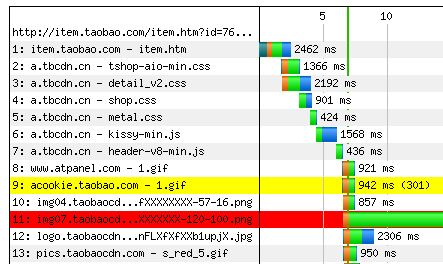 http://item.taobao.com/item.htm?id=76... 5 10
1: item.taobao.com - item.htm 2462 ms
2: a.tbcdn.cn - tshop-aio-min.css 1366 ms
3: a.tbcdn.cn - detail_v2.css 2192 ms
4: a.tbcdn.cn - shop.css 901 ms
5: a.tbcdn.cn - metal.css 424 ms
6: a.tbcdn.cn - kissy-min.js 1568 ms
7: a.tbcdn.cn - header-v8-min.js 436 ms
8: www.atpanel.com - 1.gif 921 ms
9: acookie.taobao.com - 1.gif 942 ms (301)
10: img04.taobaocd...fXXXXXXXX-57-16.png 857 ms
11: img07.taobaocd...XXXXXXX-120-100.png
12: logo.taobaocdn...nFLXfXfXXb1upjX.jpg 2306 ms
13: pics.taobaocdn.com - s_red_5.gif 950 ms